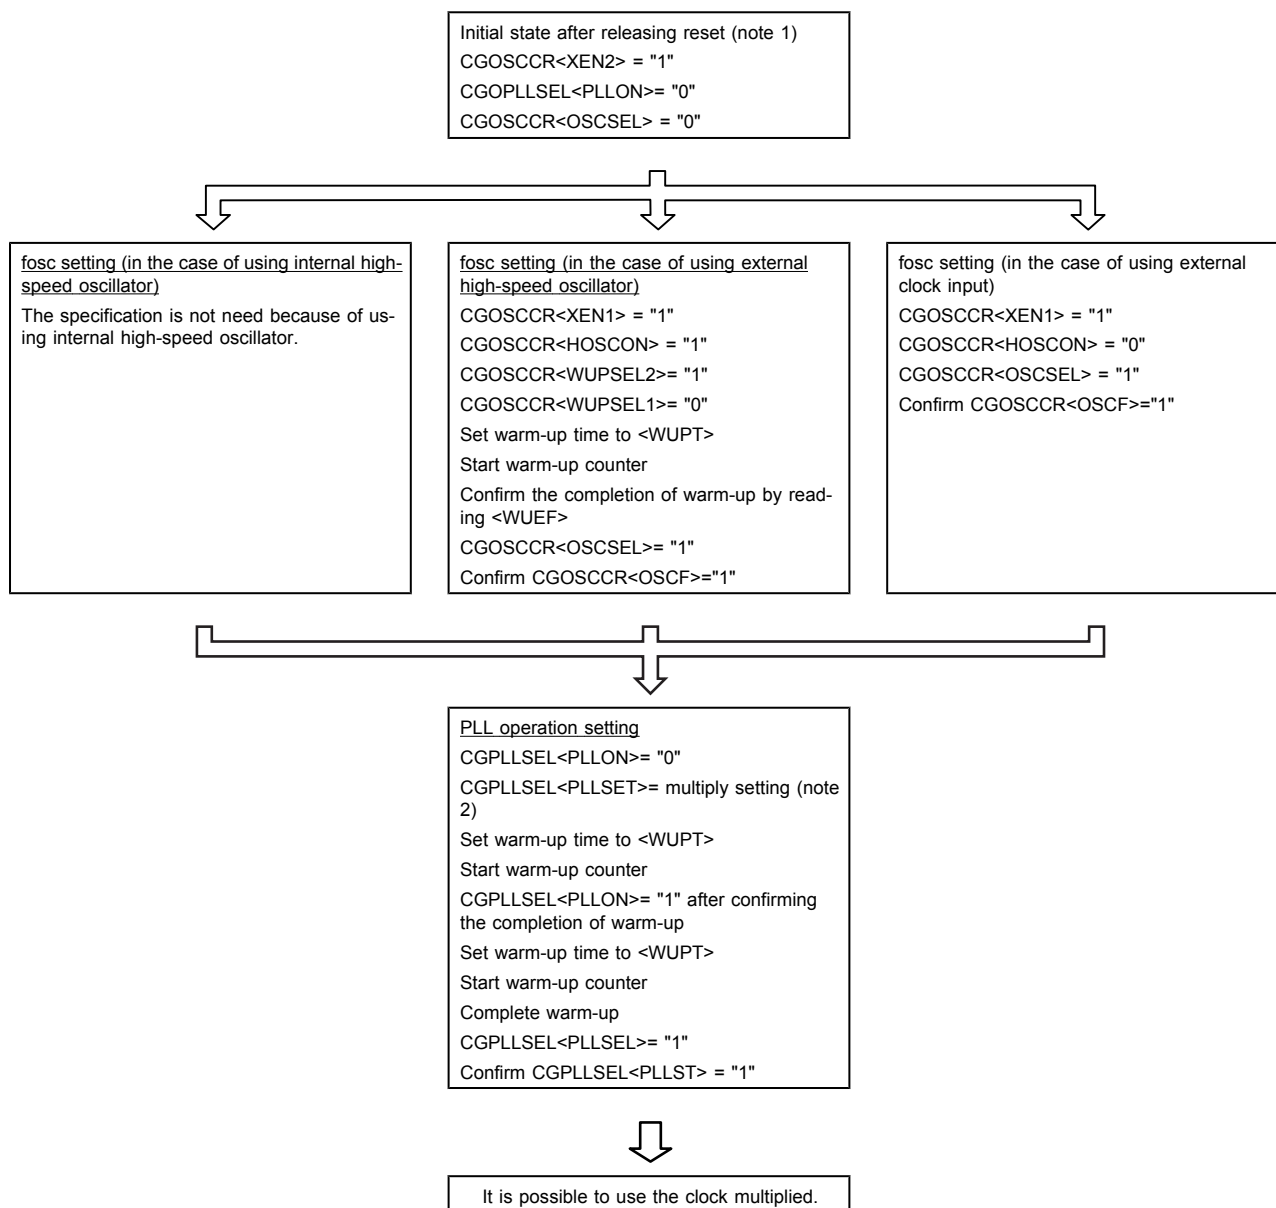 Initial state after releasing reset (note 1)
CGOSCCR<XEN2> = "1"
CGOPLLSEL<PLLON>= "0"
CGOSCCR<OSCSEL> = "0"
fosc setting (in the case of using internal high-
speed oscillator)
The specification is not need because of us-
ing internal high-speed oscillator.
fosc setting (in the case of using external
high-speed oscillator)
CGOSCCR<XEN1> = "1"
CGOSCCR<HOSCON> = "1"
CGOSCCR<WUPSEL2>= "1"
CGOSCCR<WUPSEL1>= "0"
Set warm-up time to <WUPT>
Start warm-up counter
Confirm the completion of warm-up by read-
ing <WUEF>
CGOSCCR<OSCSEL>= "1"
Confirm CGOSCCR<OSCF>="1"
fosc setting (in the case of using external
clock input)
CGOSCCR<XEN1> = "1"
CGOSCCR<HOSCON> = "0"
CGOSCCR<OSCSEL> = "1"
Confirm CGOSCCR<OSCF>="1"
PLL operation setting
CGPLLSEL<PLLON>= "0"
CGPLLSEL<PLLSET>= multiply setting (note
2)
Set warm-up time to <WUPT>
Start warm-up counter
CGPLLSEL<PLLON>= "1" after confirming
the completion of warm-up
Set warm-up time to <WUPT>
Start warm-up counter
Complete warm-up
CGPLLSEL<PLLSEL>= "1"
Confirm CGPLLSEL<PLLST> = "1"
It is possible to use the clock multiplied.